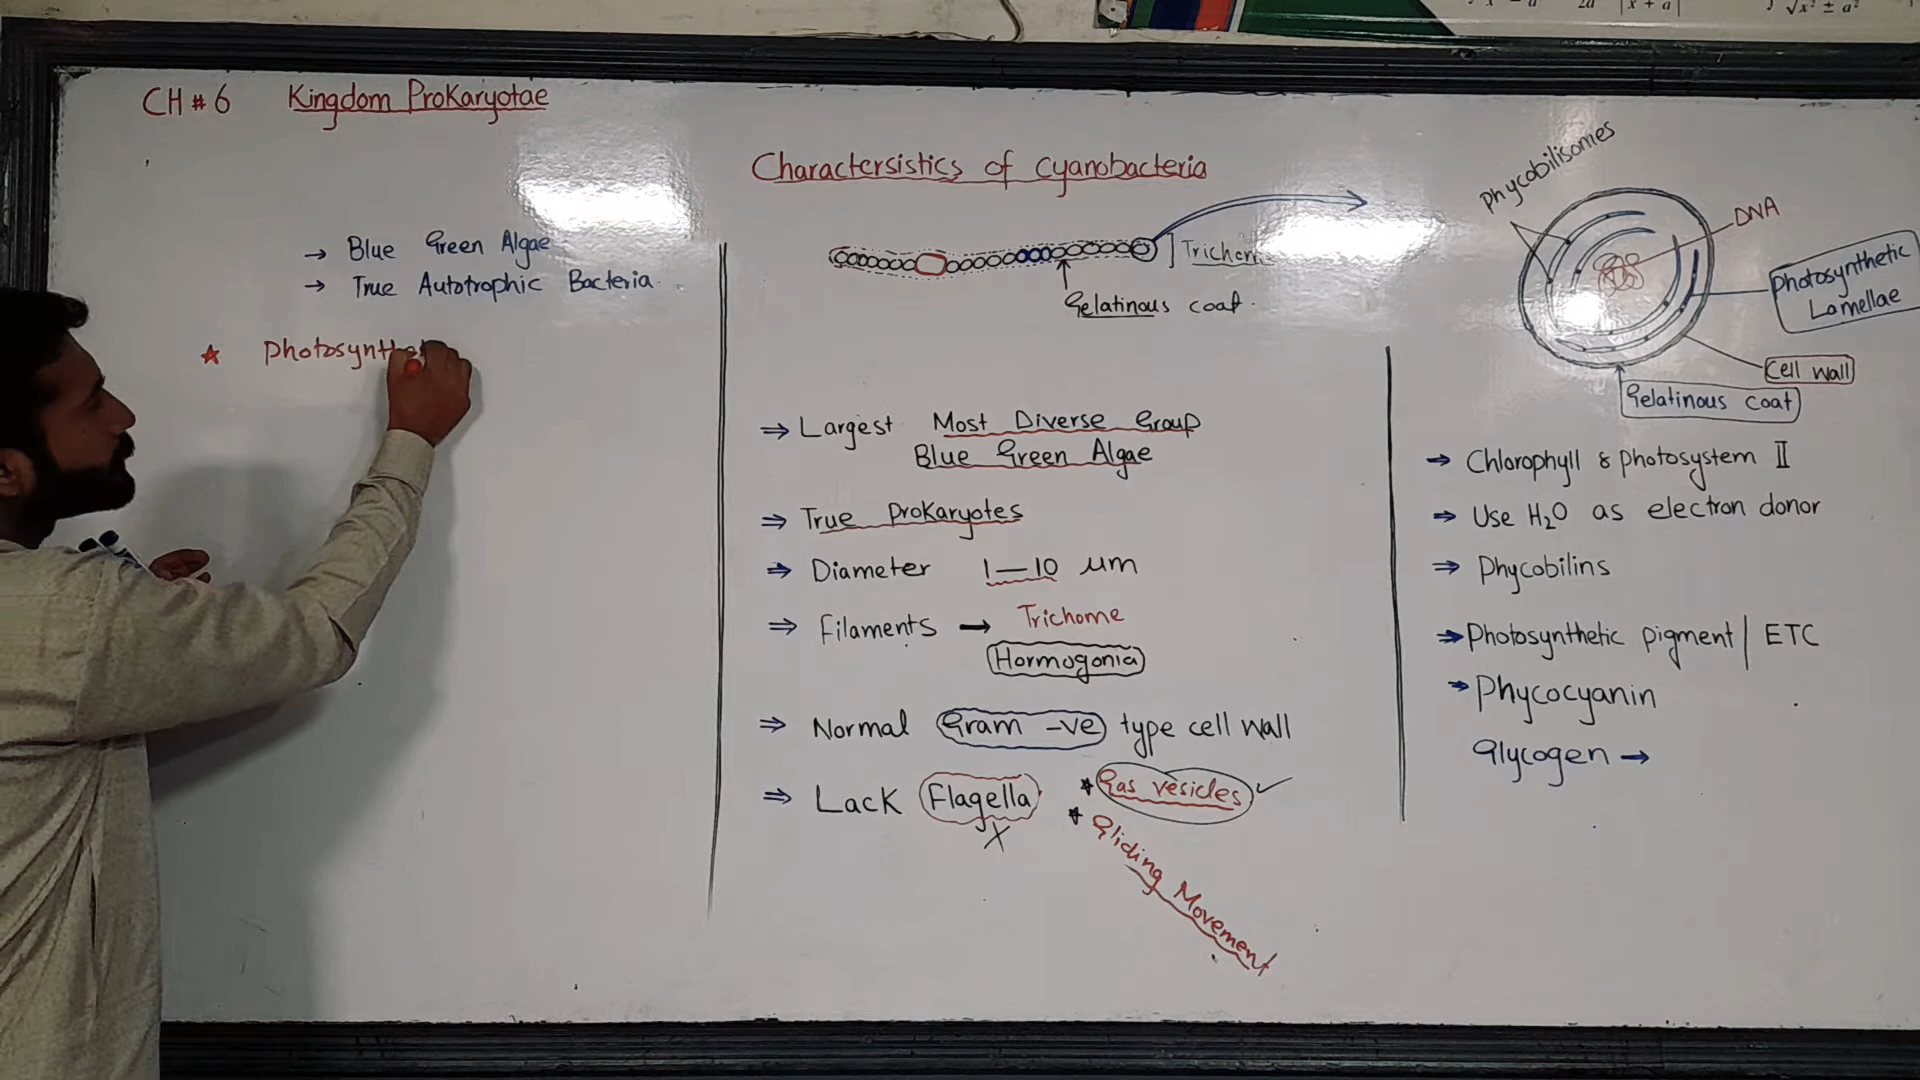 CH # 6 Kingdom ProKaryotae
Charactersistics of Cyanobacteria
→ Blue Green Algae
→ True Autotrophic Bacteria.
★ Photosynthe
] Trichom
Gelatinous coat.
⇒ Largest Most Diverse Group
Blue Green Algae
⇒ True ProKaryotes
⇒ Diameter 1—10 μm
⇒ Filaments → Trichome
Hormogonia
⇒ Normal Gram -ve type cell wall
⇒ Lack Flagella * Gas vesicles ✓
X
* Gliding Movement
Phycobilisomes
DNA
Photosynthetic
Lamellae
Cell wall
Gelatinous coat
⇒ Chlorophyll & photosystem II
⇒ Use H₂O as electron donor
⇒ Phycobilins
⇒ Photosynthetic pigment | ETC
⇒ Phycocyanin
Glycogen →